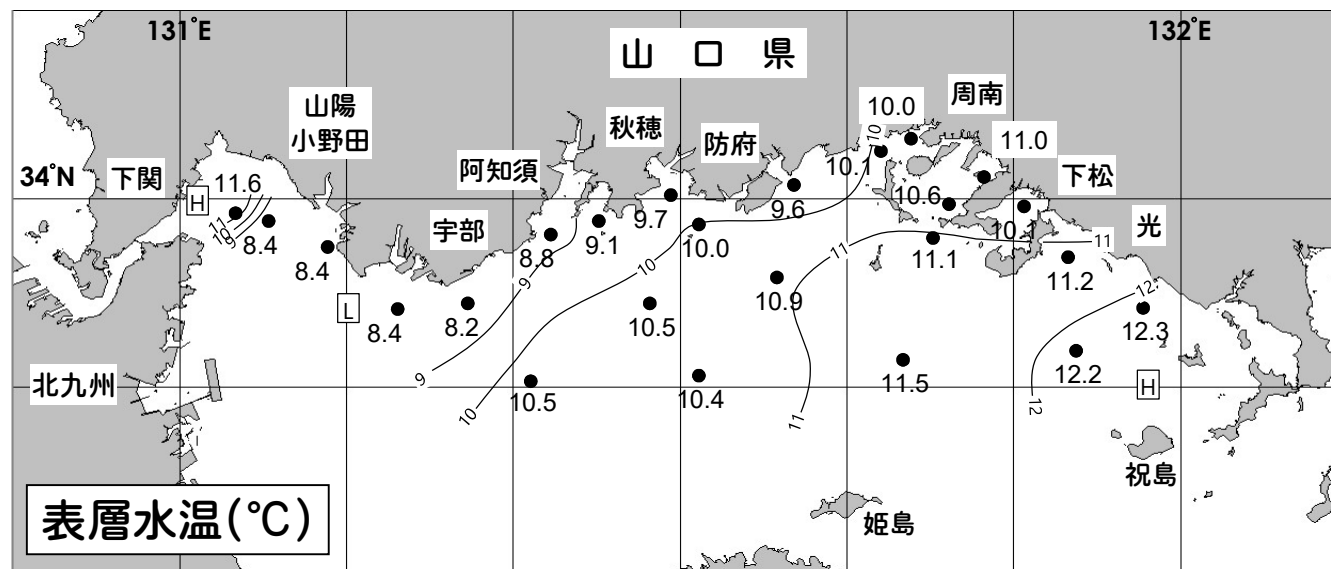 131°E
132°E
山 口 県
山陽
小野田
秋穂
防府
10.0
周南
11.0
下松
阿知須
下関
34°N
宇部
光
H
11.6
11
10
9
8.4
8.4
8.8
9.1
9.7
10.0
9.6
10
10.1
10.6
10.1
11.1
11
11
11.2
L
8.4
8.2
9
10
10.5
10.9
12
12.3
12.2
11.5
H
北九州
9
10
10.5
10.4
11
12
祝島
姫島
表層水温(℃)